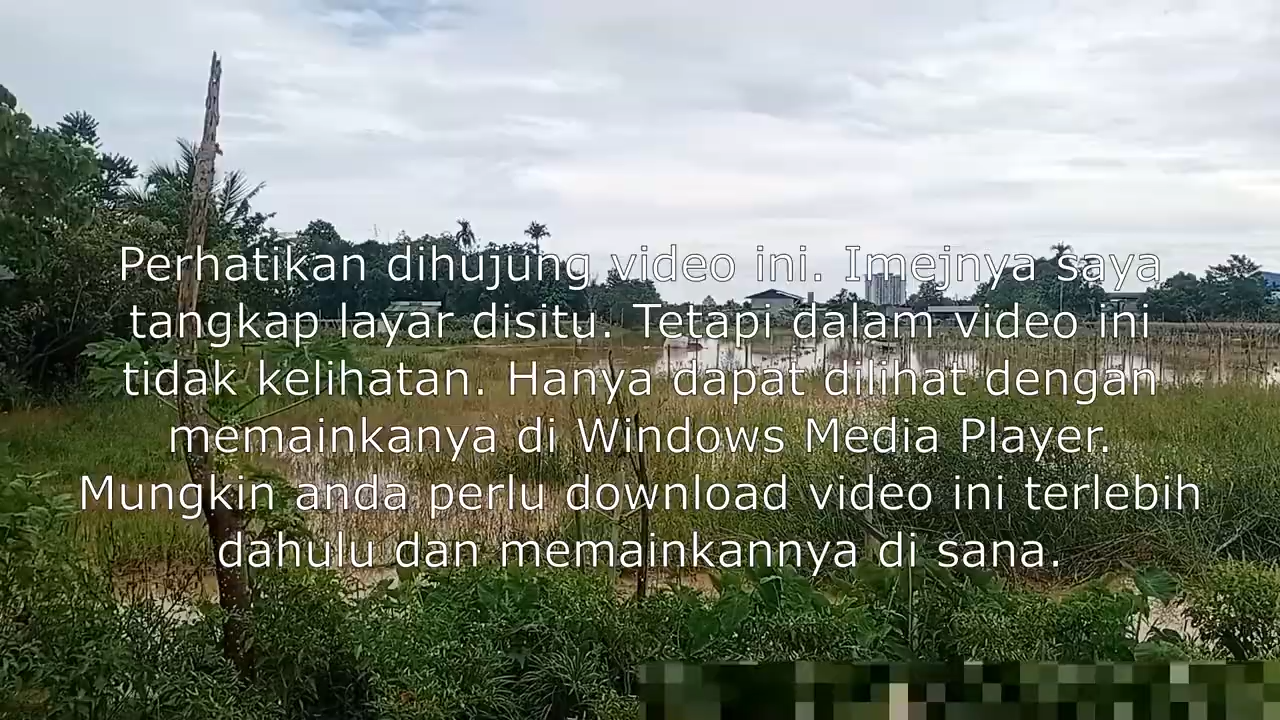 Perhatikan dihujung video ini. Imejnya saya
tangkap layar disitu. Tetapi dalam video ini
tidak kelihatan. Hanya dapat dilihat dengan
memainkanya di Windows Media Player.
Mungkin anda perlu download video ini terlebih
dahulu dan memainkannya di sana.